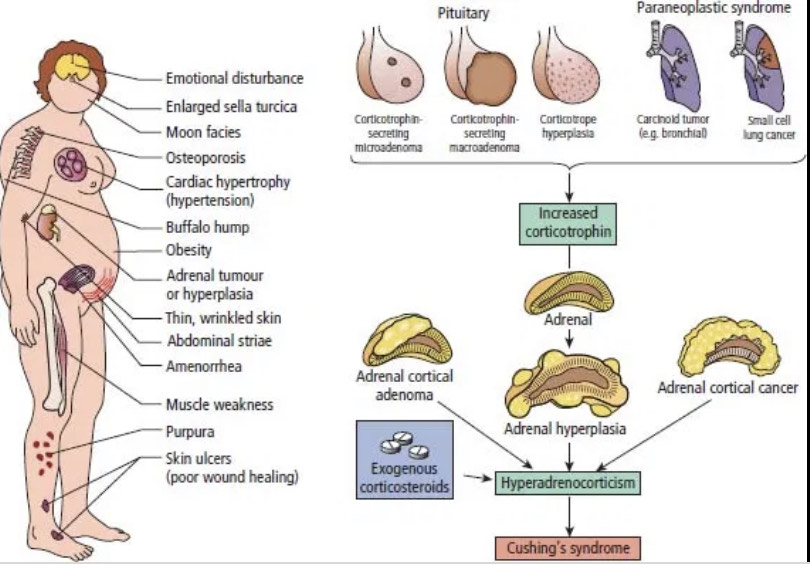 Emotional disturbance
Enlarged sella turcica
Moon facies
Osteoporosis
Cardiac hypertrophy
(hypertension)
Buffalo hump
Obesity
Adrenal tumour
or hyperplasia
Thin, wrinkled skin
Abdominal striae
Amenorrhea
Muscle weakness
Purpura
Skin ulcers
(poor wound healing)
Pituitary
Corticotrophin-
secreting
microadenoma
Corticotrophin-
secreting
macroadenoma
Corticotrope
hyperplasia
Paraneoplastic syndrome
Carcinoid tumor
(e.g. bronchial)
Small cell
lung cancer
Increased
corticotrophin
Adrenal
Adrenal cortical
adenoma
Adrenal hyperplasia
Adrenal cortical cancer
Exogenous
corticosteroids
Hyperadrenocorticism
Cushing's syndrome